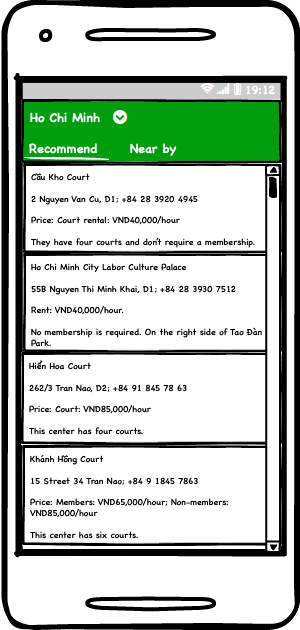 19:12
Ho Chi Minh
Recommend Near by
Cầu Kho Court
2 Nguyen Van Cu, D1; +84 28 3920 4945
Price: Court rental: VND40,000/hour
They have four courts and don't require a membership.
Ho Chi Minh City Labor Culture Palace
55B Nguyen Thi Minh Khai, D1; +84 28 3930 7512
Rent: VND40,000/hour.
No membership is required. On the right side of Tao Đàn
Park.
Hiển Hoa Court
262/3 Tran Nao, D2; +84 91 845 78 63
Price: Court: VND85,000/hour
This center has four courts.
Khánh Hồng Court
15 Street 34 Tran Nao; +84 9 1845 7863
Price: Members: VND65,000/hour; Non-members:
VND85,000/hour
This center has six courts.